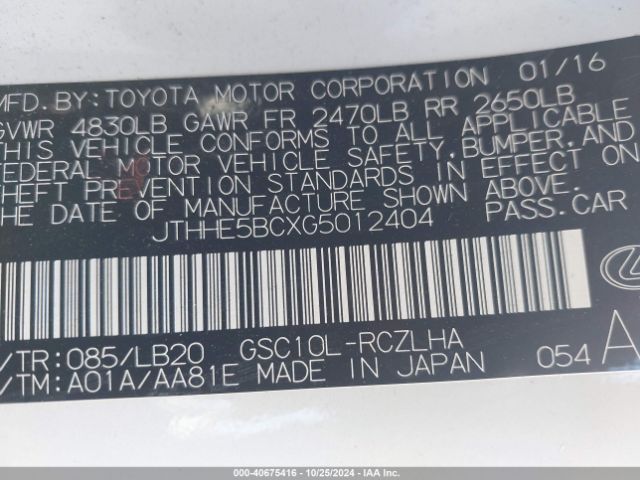 MFD. BY: TOYOTA MOTOR CORPORATION 01/16
GVWR 4830LB GAWR FR 2470LB RR 2650LB
THIS VEHICLE CONFORMS TO ALL APPLICABLE
FEDERAL MOTOR VEHICLE SAFETY, BUMPER, AND
THEFT PREVENTION STANDARDS IN EFFECT ON
THE DATE OF MANUFACTURE SHOWN ABOVE.
JTHHE5BCXG5012404 PASS.CAR
/TR:085/LB20 GSC10L-RCZLHA
/TM:A01A/AA81E MADE IN JAPAN 054 A
000-40675416 - 10/25/2024 - IAA Inc.